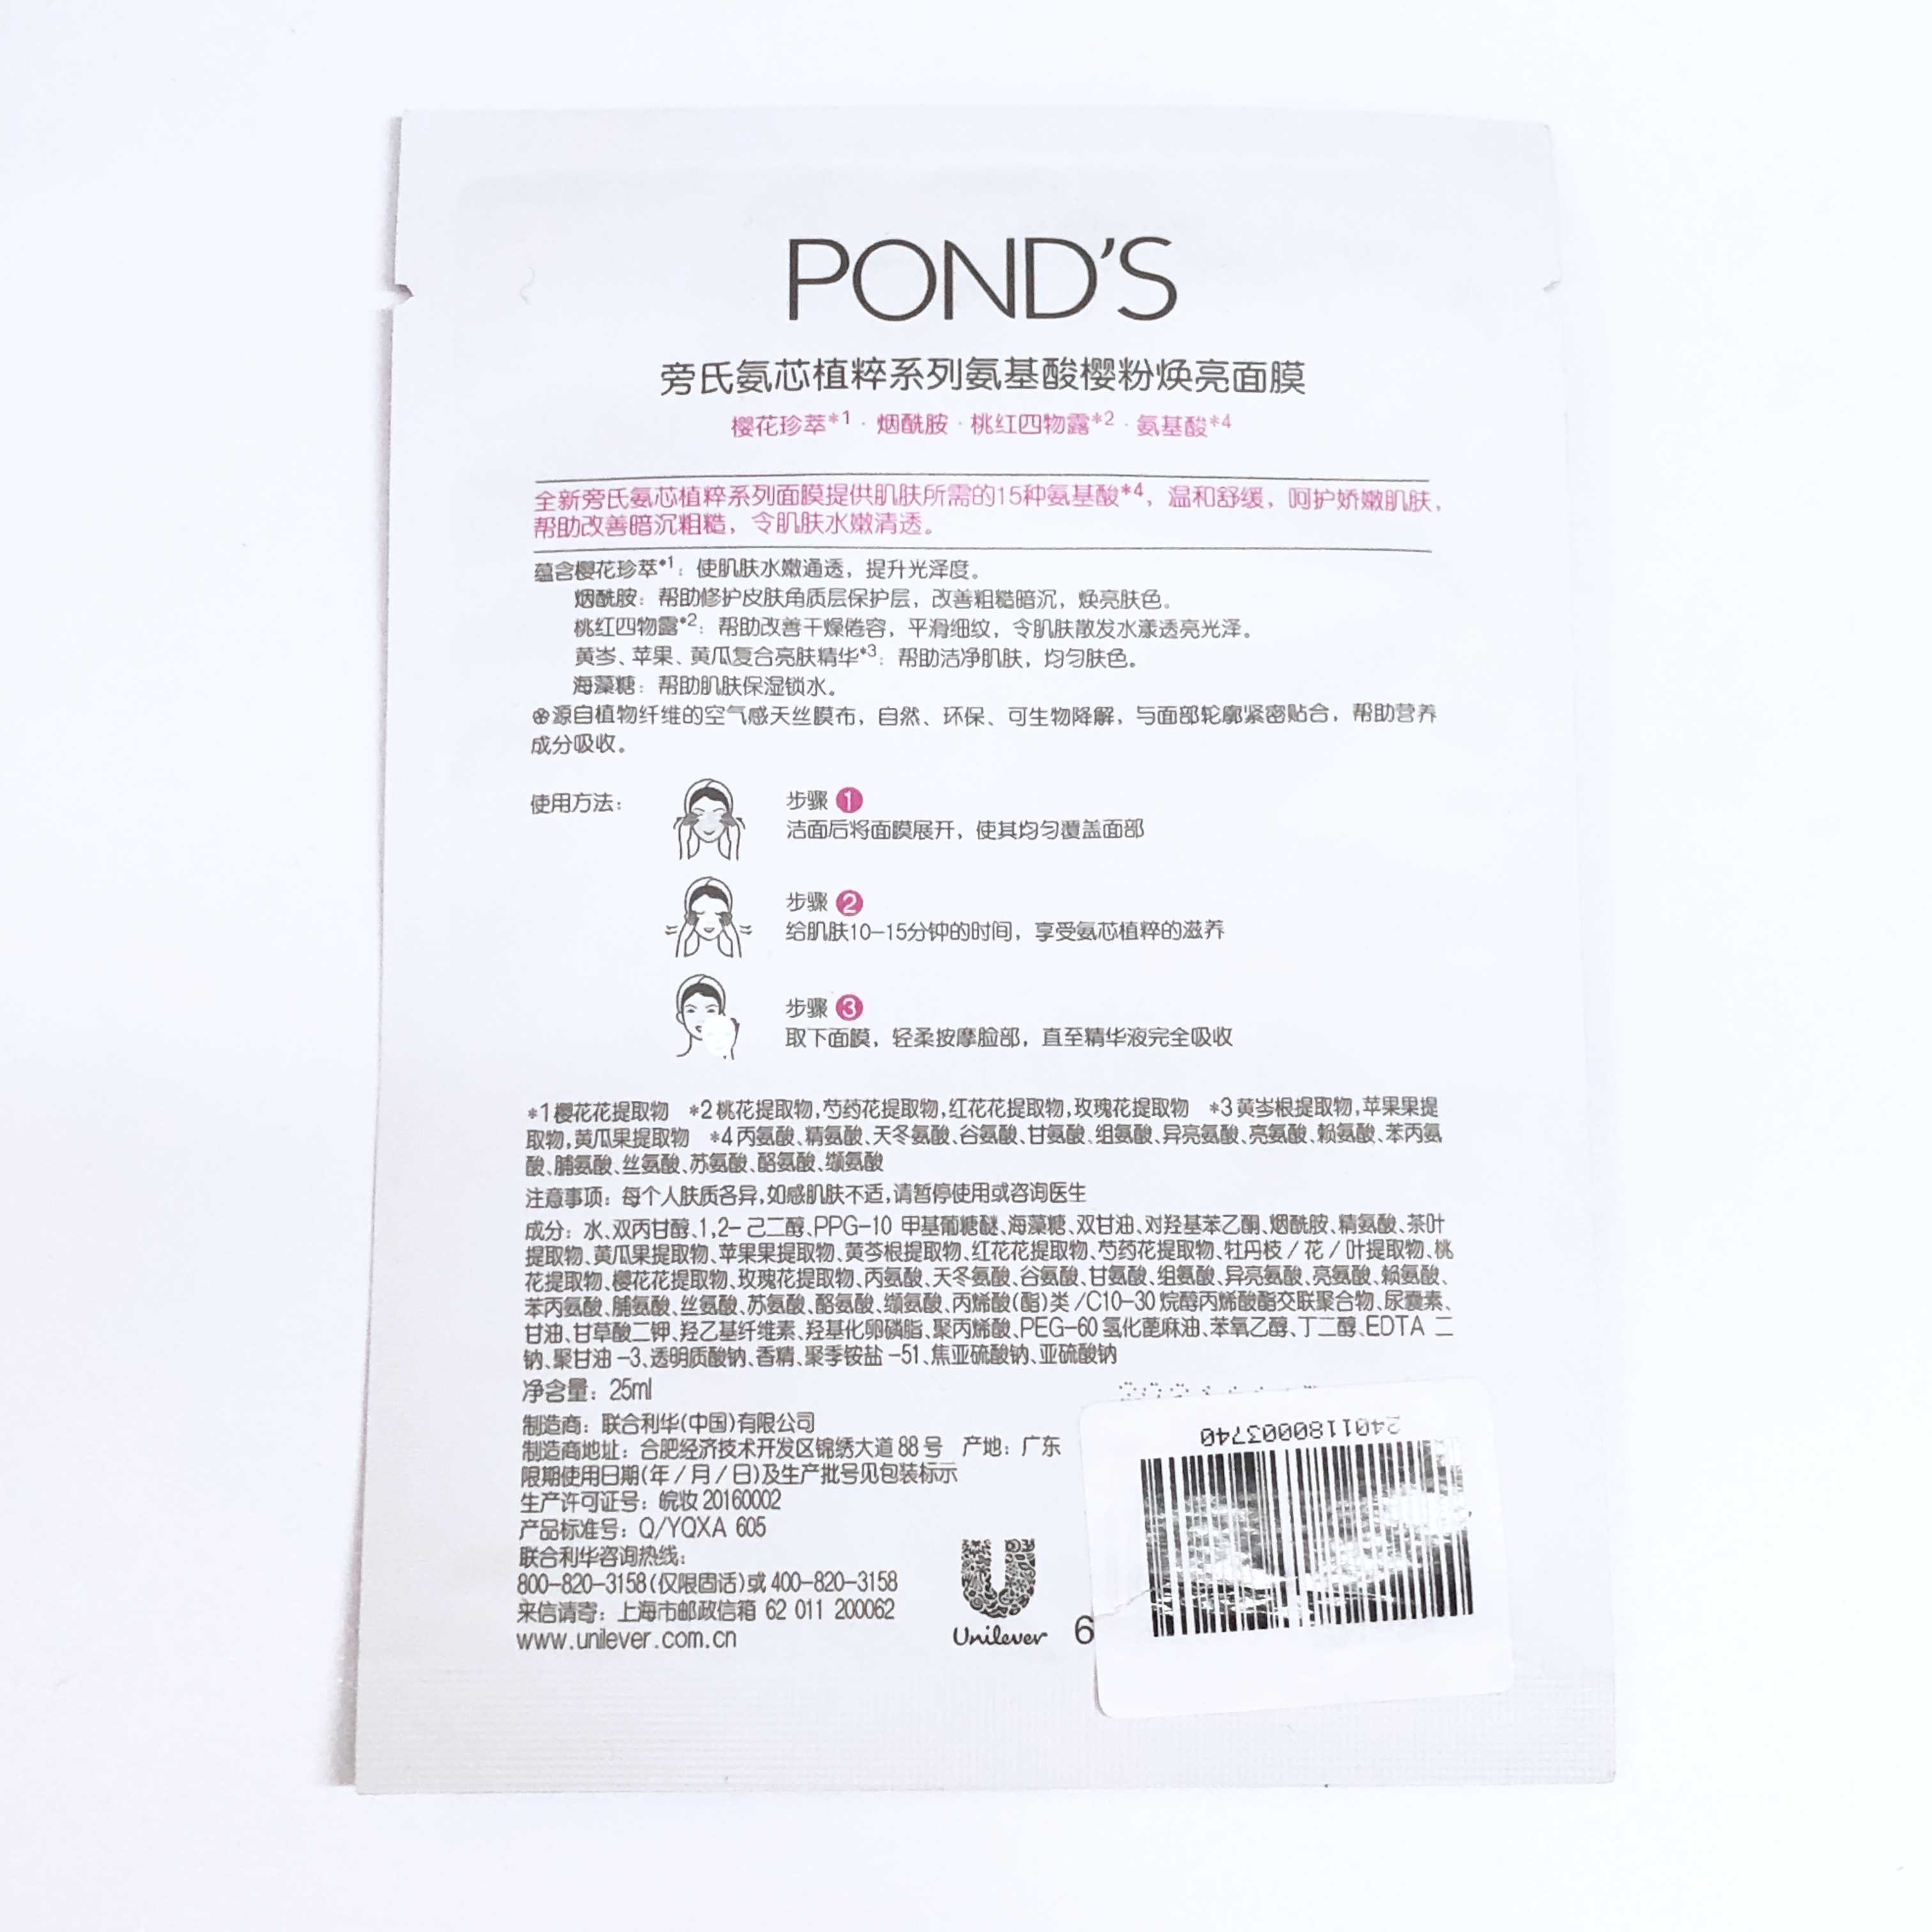 POND'S
旁氏氨芯植粹系列氨基酸樱粉焕亮面膜
樱花珍萃*1 · 烟酰胺 · 桃红四物露*2 · 氨基酸*4
全新旁氏氨芯植粹系列面膜提供肌肤所需的15种氨基酸*4，温和舒缓，呵护娇嫩肌肤，
帮助改善暗沉粗糙，令肌肤水嫩清透。
蕴含樱花珍萃*1：使肌肤水嫩通透，提升光泽度。
烟酰胺：帮助修护皮肤角质层保护层，改善粗糙暗沉，焕亮肤色。
桃红四物露*2：帮助改善干燥倦容，平滑细纹，令肌肤散发水漾透亮光泽。
黄岑、苹果、黄瓜复合亮肤精华*3：帮助洁净肌肤，均匀肤色。
海藻糖：帮助肌肤保湿锁水。
源自植物纤维的空气感天丝膜布，自然、环保、可生物降解，与面部轮廓紧密贴合，帮助营养
成分吸收。
使用方法：
步骤 1
洁面后将面膜展开，使其均匀覆盖面部
步骤 2
给肌肤10-15分钟的时间，享受氨芯植粹的滋养
步骤 3
取下面膜，轻柔按摩脸部，直至精华液完全吸收
*1樱花花提取物 *2桃花提取物,芍药花提取物,红花花提取物,玫瑰花提取物 *3黄岑根提取物,苹果果提
取物,黄瓜果提取物 *4丙氨酸、精氨酸、天冬氨酸、谷氨酸、甘氨酸、组氨酸、异亮氨酸、亮氨酸、赖氨酸、苯丙氨
酸、脯氨酸、丝氨酸、苏氨酸、酪氨酸、缬氨酸
注意事项：每个人肤质各异,如感肌肤不适,请暂停使用或咨询医生
成分：水、双丙甘醇、1,2-己二醇、PPG-10 甲基葡糖醚、海藻糖、双甘油、对羟基苯乙酮、烟酰胺、精氨酸、茶叶
提取物、黄瓜果提取物、苹果果提取物、黄芩根提取物、红花花提取物、芍药花提取物、牡丹枝/花/叶提取物、桃
花提取物、樱花花提取物、玫瑰花提取物、丙氨酸、天冬氨酸、谷氨酸、甘氨酸、组氨酸、异亮氨酸、亮氨酸、赖氨酸、
苯丙氨酸、脯氨酸、丝氨酸、苏氨酸、酪氨酸、缬氨酸、丙烯酸(酯)类/C10-30 烷醇丙烯酸酯交联聚合物、尿囊素、
甘油、甘草酸二钾、羟乙基纤维素、羟基化卵磷脂、聚丙烯酸、PEG-60 氢化蓖麻油、苯氧乙醇、丁二醇、EDTA 二
钠、聚甘油-3、透明质酸钠、香精、聚季铵盐-51、焦亚硫酸钠、亚硫酸钠
净含量：25ml
制造商：联合利华(中国)有限公司
制造商地址：合肥经济技术开发区锦绣大道88号 产地：广东
限期使用日期(年/月/日)及生产批号见包装标示
生产许可证号：皖妆20160002
产品标准号：Q/YQXA 605
联合利华咨询热线：
800-820-3158(仅限固话)或400-820-3158
来信请寄：上海市邮政信箱 62 011 200062
www.unilever.com.cn
Unilever
6
2401180003740